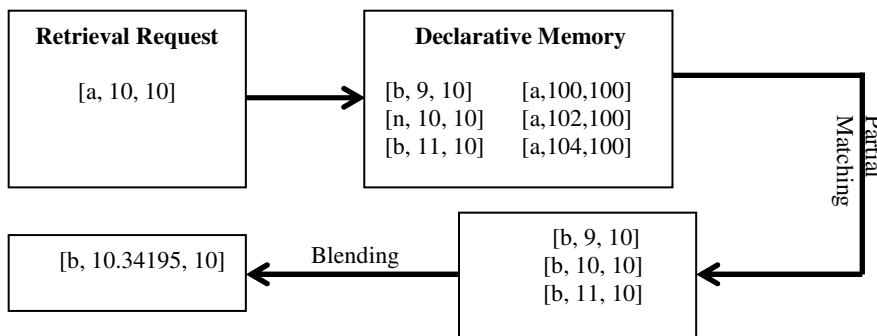 Retrieval Request
[a, 10, 10]
Declarative Memory
[b, 9, 10] [a,100,100]
[n, 10, 10] [a,102,100]
[b, 11, 10] [a,104,100]
Partial
Matching
[b, 9, 10]
[b, 10, 10]
[b, 11, 10]
Blending
[b, 10.34195, 10]